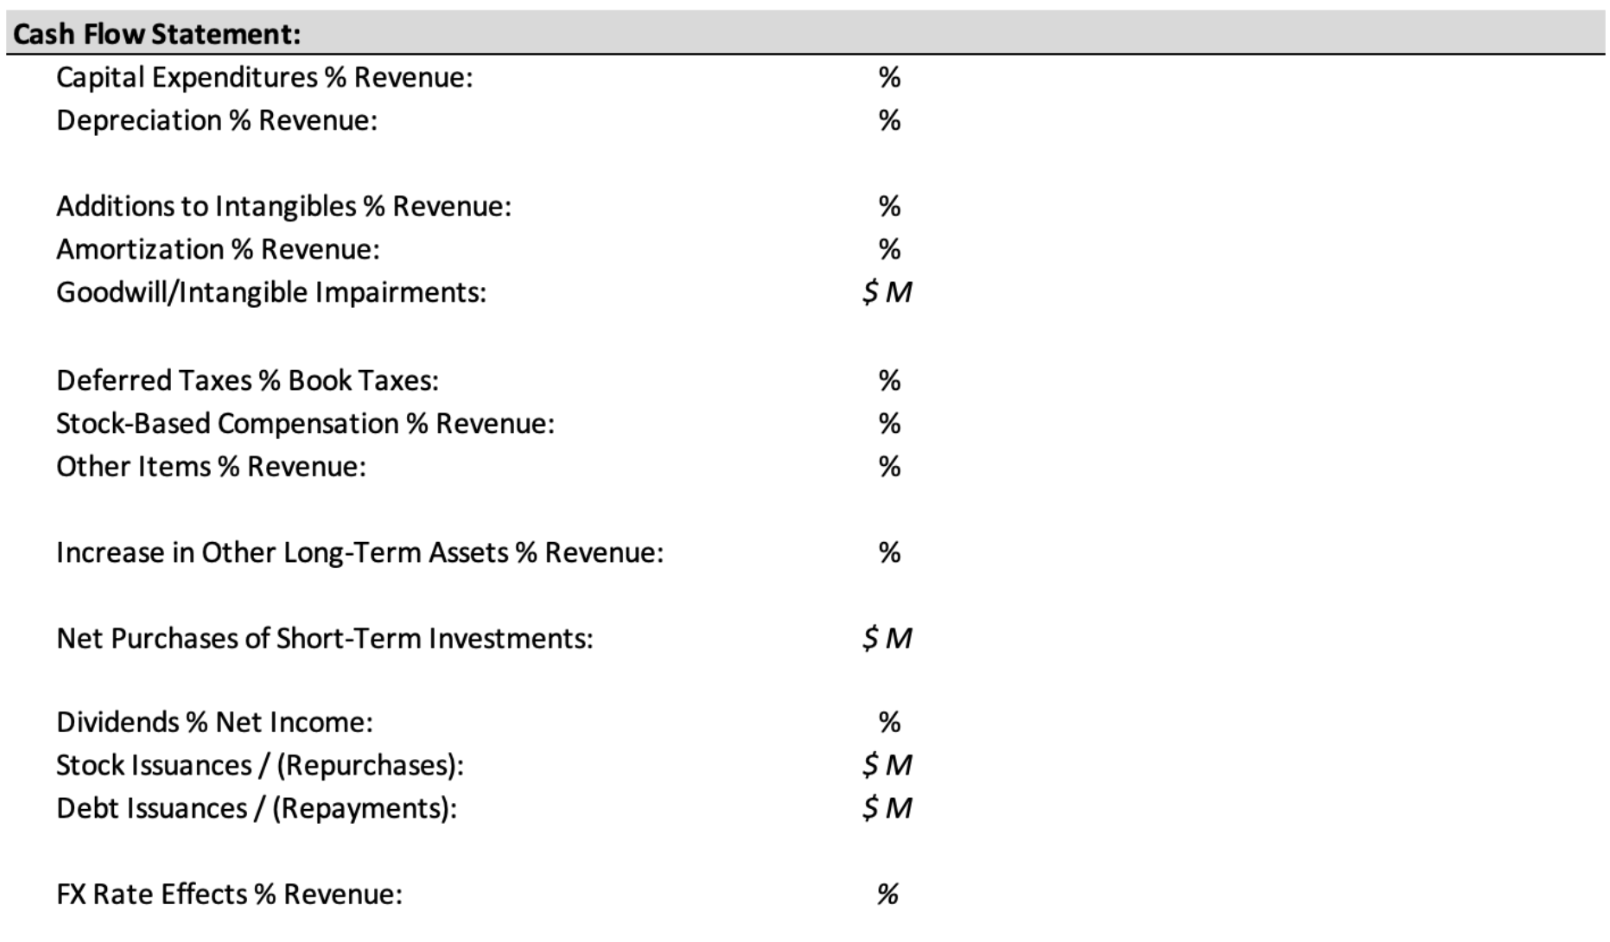 Cash Flow Statement:
Capital Expenditures % Revenue: %
Depreciation % Revenue: %
Additions to Intangibles % Revenue: %
Amortization % Revenue: %
Goodwill/Intangible Impairments: $ M
Deferred Taxes % Book Taxes: %
Stock-Based Compensation % Revenue: %
Other Items % Revenue: %
Increase in Other Long-Term Assets % Revenue: %
Net Purchases of Short-Term Investments: $ M
Dividends % Net Income: %
Stock Issuances / (Repurchases): $ M
Debt Issuances / (Repayments): $ M
FX Rate Effects % Revenue: %